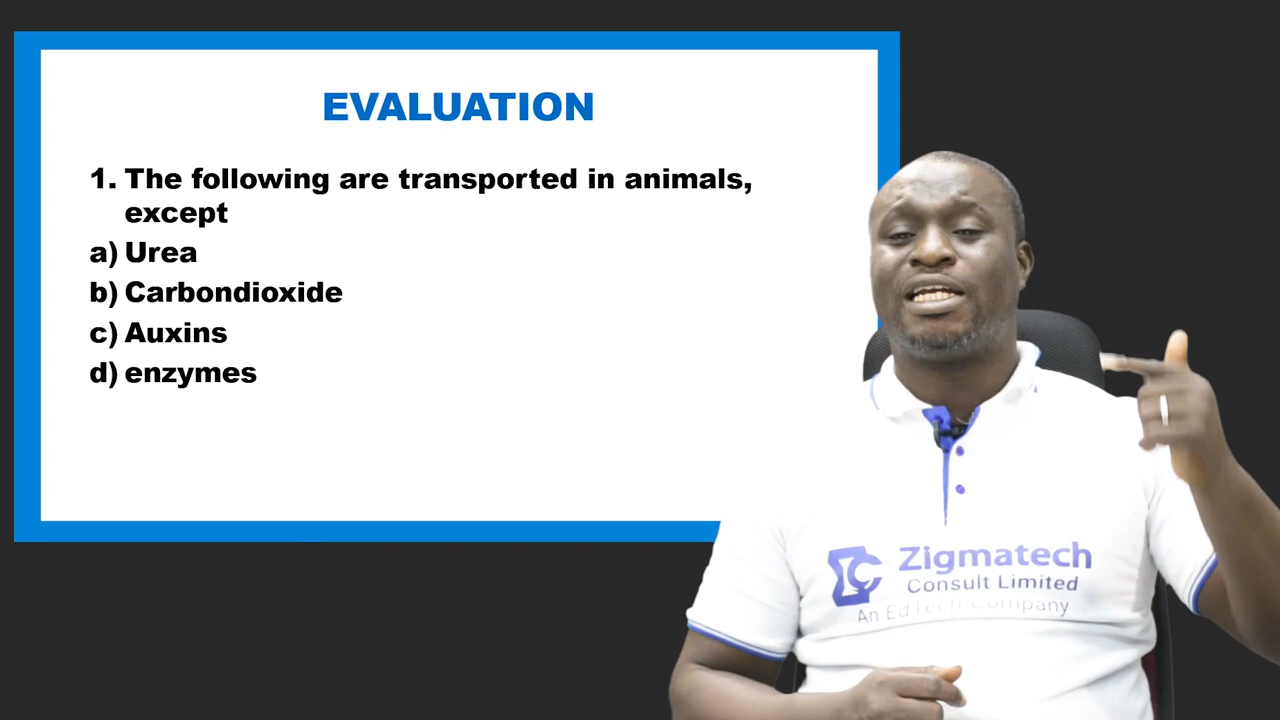 EVALUATION
1. The following are transported in animals,
except
a) Urea
b) Carbondioxide
c) Auxins
d) enzymes
Zigmatech
Consult Limited
An EdTech Company